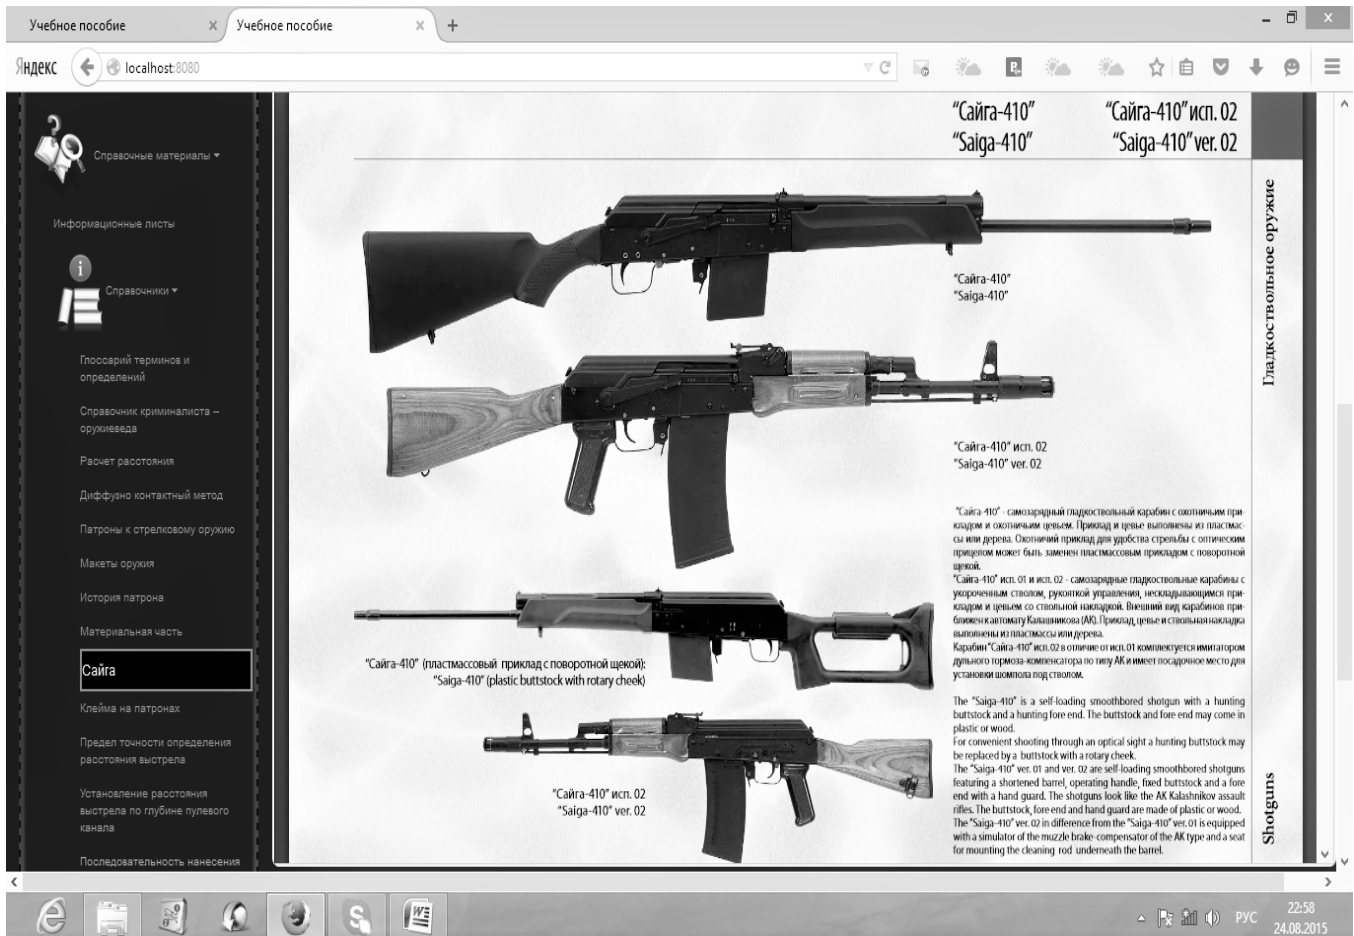 Учебное пособие
Учебное пособие
Яндекс
localhost:8080
Справочные материалы
Информационные листы
Справочники
Глоссарий терминов и
определений
Справочник криминалиста –
оружиеведа
Расчет расстояния
Диффузно контактный метод
Патроны к стрелковому оружию
Макеты оружия
История патрона
Материальная часть
Сайга
Клейма на патронах
Предел точности определения
расстояния выстрела
Установление расстояния
выстрела по глубине пулевого
канала
Последовательность нанесения
“Сайга-410”
“Saiga-410”
“Сайга-410” исп. 02
“Saiga-410” ver. 02
Гладкоствольное оружие
“Сайга-410”
“Saiga-410”
“Сайга-410” исп. 02
“Saiga-410” ver. 02
“Сайга-410” - самозарядный гладкоствольный карабин с охотничьим при-
кладом и охотничьим цевьем. Приклад и цевье выполнены из пластмас-
сы или дерева. Охотничий приклад для удобства стрельбы с оптическим
прицелом может быть заменен пластмассовым прикладом с поворотной
щекой.
“Сайга-410” исп. 01 и исп. 02 - самозарядные гладкоствольные карабины с
укороченным стволом, рукояткой управления, нескладывающимся при-
кладом и цевьем со ствольной накладкой. Внешний вид карабинов при-
ближен к автомату Калашникова (АК). Приклад, цевье и ствольная накладка
выполнены из пластмассы или дерева.
Карабин “Сайга-410” исп. 02 в отличие от исп. 01 комплектуется имитатором
дульного тормоза-компенсатора по типу АК и имеет посадочное место для
установки шомпола под стволом.
The “Saiga-410” is a self-loading smoothbored shotgun with a hunting
buttstock and a hunting fore end. The buttstock and fore end may come in
plastic or wood.
For convenient shooting through an optical sight a hunting buttstock may
be replaced by a buttstock with a rotary cheek.
The “Saiga-410” ver. 01 and ver. 02 are self-loading smoothbored shotguns
featuring a shortened barrel, operating handle, fixed buttstock and a fore
end with a hand guard. The shotguns look like the AK Kalashnikov assault
rifles. The buttstock, fore end and hand guard are made of plastic or wood.
The “Saiga-410” ver. 02 in difference from the “Saiga-410” ver. 01 is equipped
with a simulator of the muzzle brake-compensator of the AK type and a seat
for mounting the cleaning rod underneath the barrel.
“Сайга-410” (пластмассовый приклад с поворотной щекой):
“Saiga-410” (plastic buttstock with rotary cheek)
“Сайга-410” исп. 02
“Saiga-410” ver. 02
Shotguns
РУС
22:58
24.08.2015